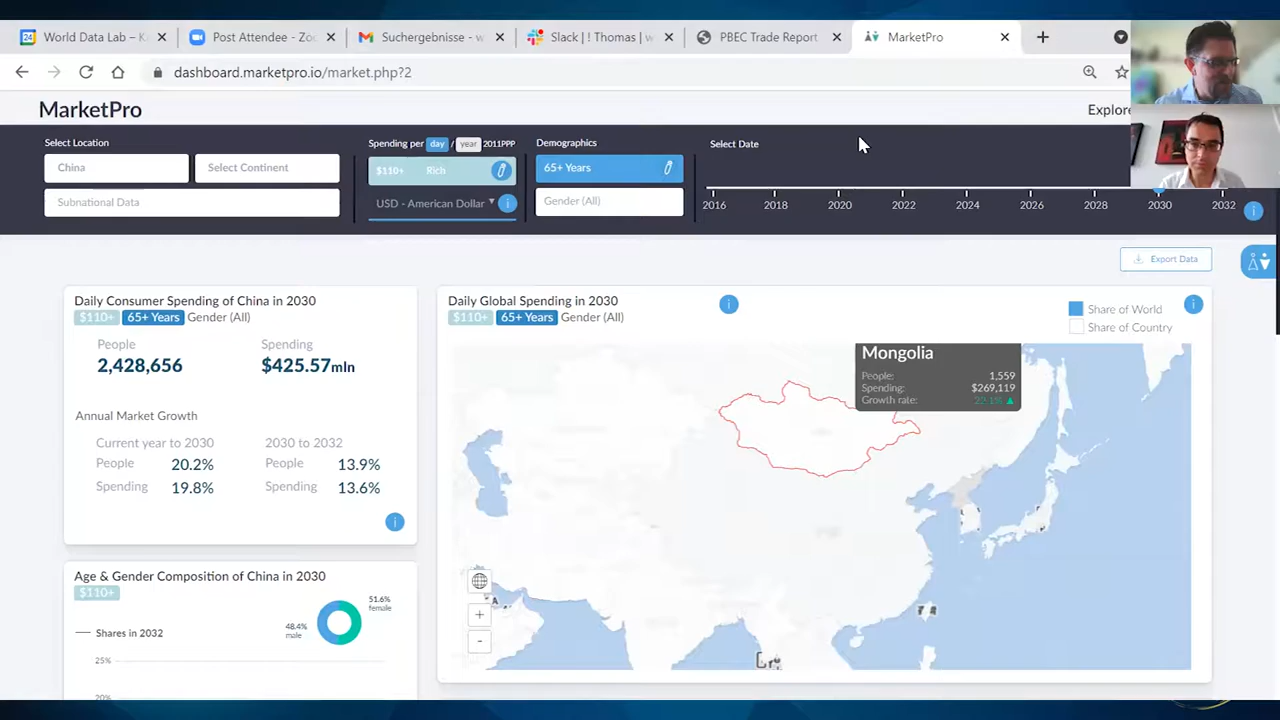 World Data Lab – K
Post Attendee - Zoo
Suchergebnisse - w
Slack | ! Thomas | w
PBEC Trade Report
MarketPro
dashboard.marketpro.io/market.php?2
MarketPro
Explore
Select Location
Spending per day / year 2011PPP
Demographics
Select Date
China
Select Continent
$110+ Rich
65+ Years
Subnational Data
USD - American Dollar
Gender (All)
2016 2018 2020 2022 2024 2026 2028 2030 2032
Export Data
Daily Consumer Spending of China in 2030
$110+ 65+ Years Gender (All)
People
Spending
2,428,656
$425.57mln
Annual Market Growth
Current year to 2030
2030 to 2032
People 20.2%
People 13.9%
Spending 19.8%
Spending 13.6%
Daily Global Spending in 2030
$110+ 65+ Years Gender (All)
Share of World
Share of Country
Mongolia
People: 1,559
Spending: $269,119
Growth rate: 22.1% ▲
+
-
Age & Gender Composition of China in 2030
$110+
51.6%
female
48.4%
male
Shares in 2032
25%
20%